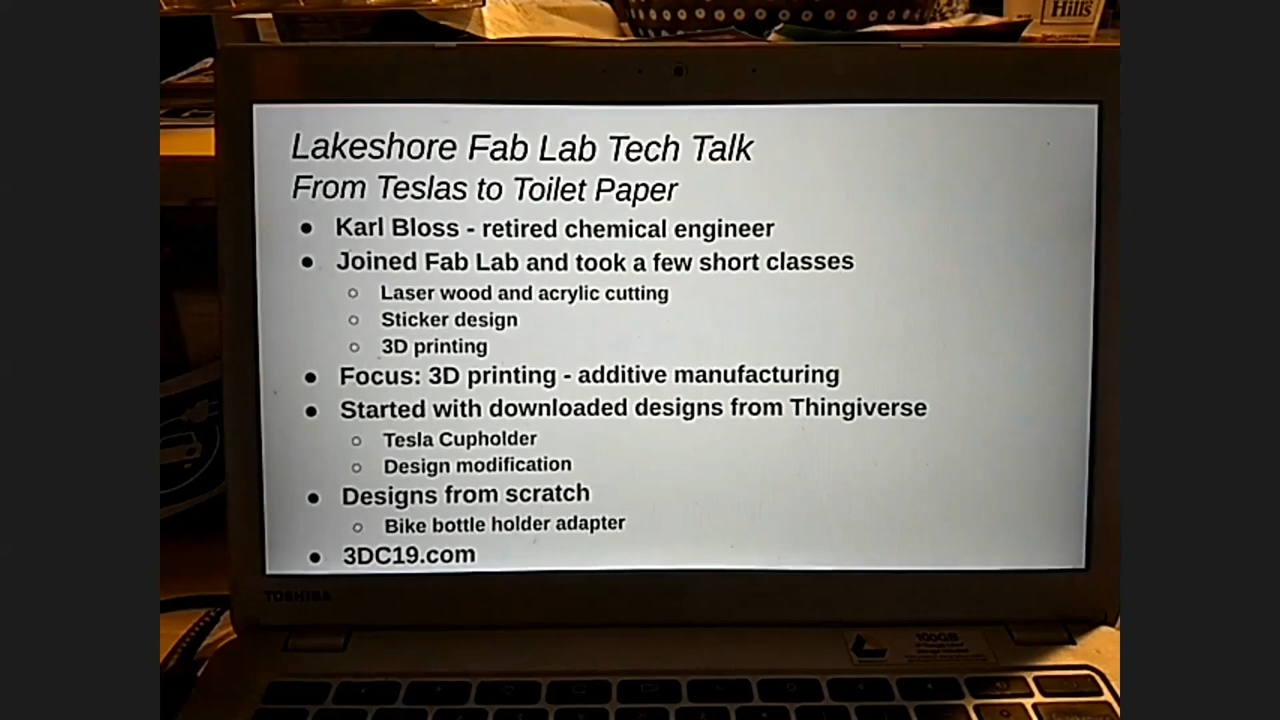 Hills
Lakeshore Fab Lab Tech Talk
From Teslas to Toilet Paper
● Karl Bloss - retired chemical engineer
● Joined Fab Lab and took a few short classes
○ Laser wood and acrylic cutting
○ Sticker design
○ 3D printing
● Focus: 3D printing - additive manufacturing
● Started with downloaded designs from Thingiverse
○ Tesla Cupholder
○ Design modification
● Designs from scratch
○ Bike bottle holder adapter
● 3DC19.com
TOSHIBA
100GB